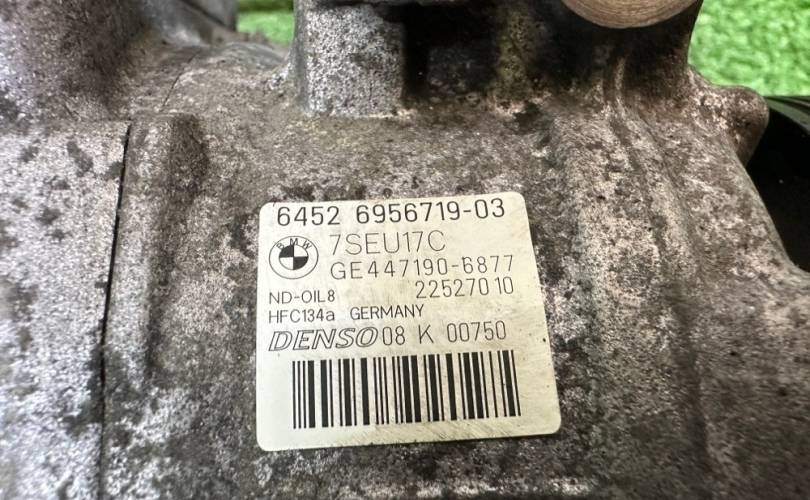 6452 6956719-03
BMW
7SEU17C
GE447190-6877
ND-OIL8 22527010
HFC134a GERMANY
DENSO 08 K 00750